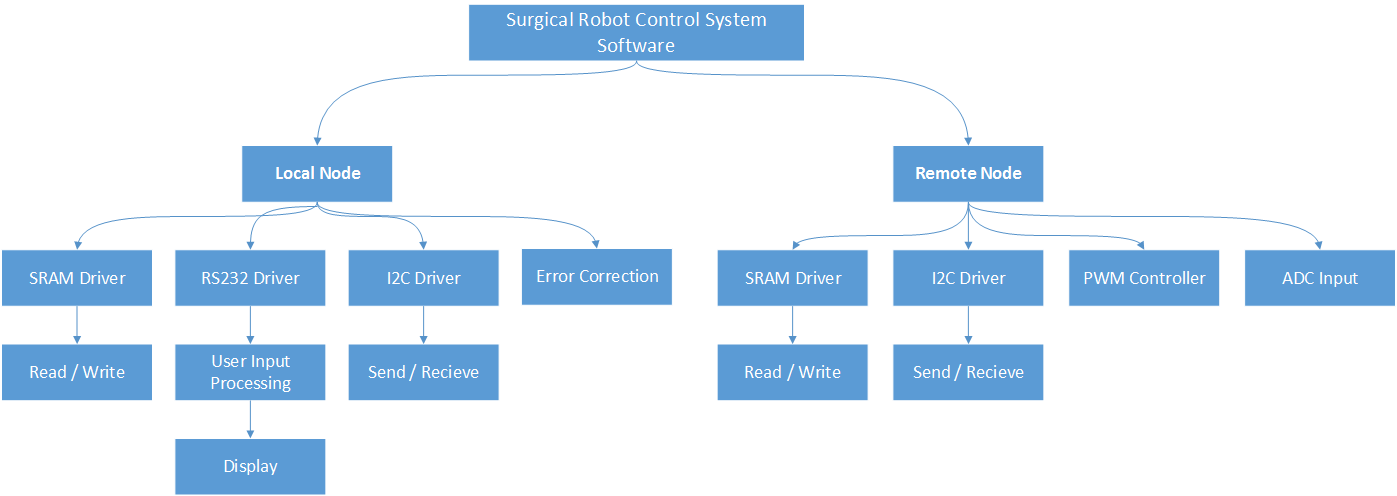 Surgical Robot Control System
Software
Local Node
Remote Node
SRAM Driver
RS232 Driver
I2C Driver
Error Correction
SRAM Driver
I2C Driver
PWM Controller
ADC Input
Read / Write
User Input
Processing
Send / Recieve
Read / Write
Send / Recieve
Display